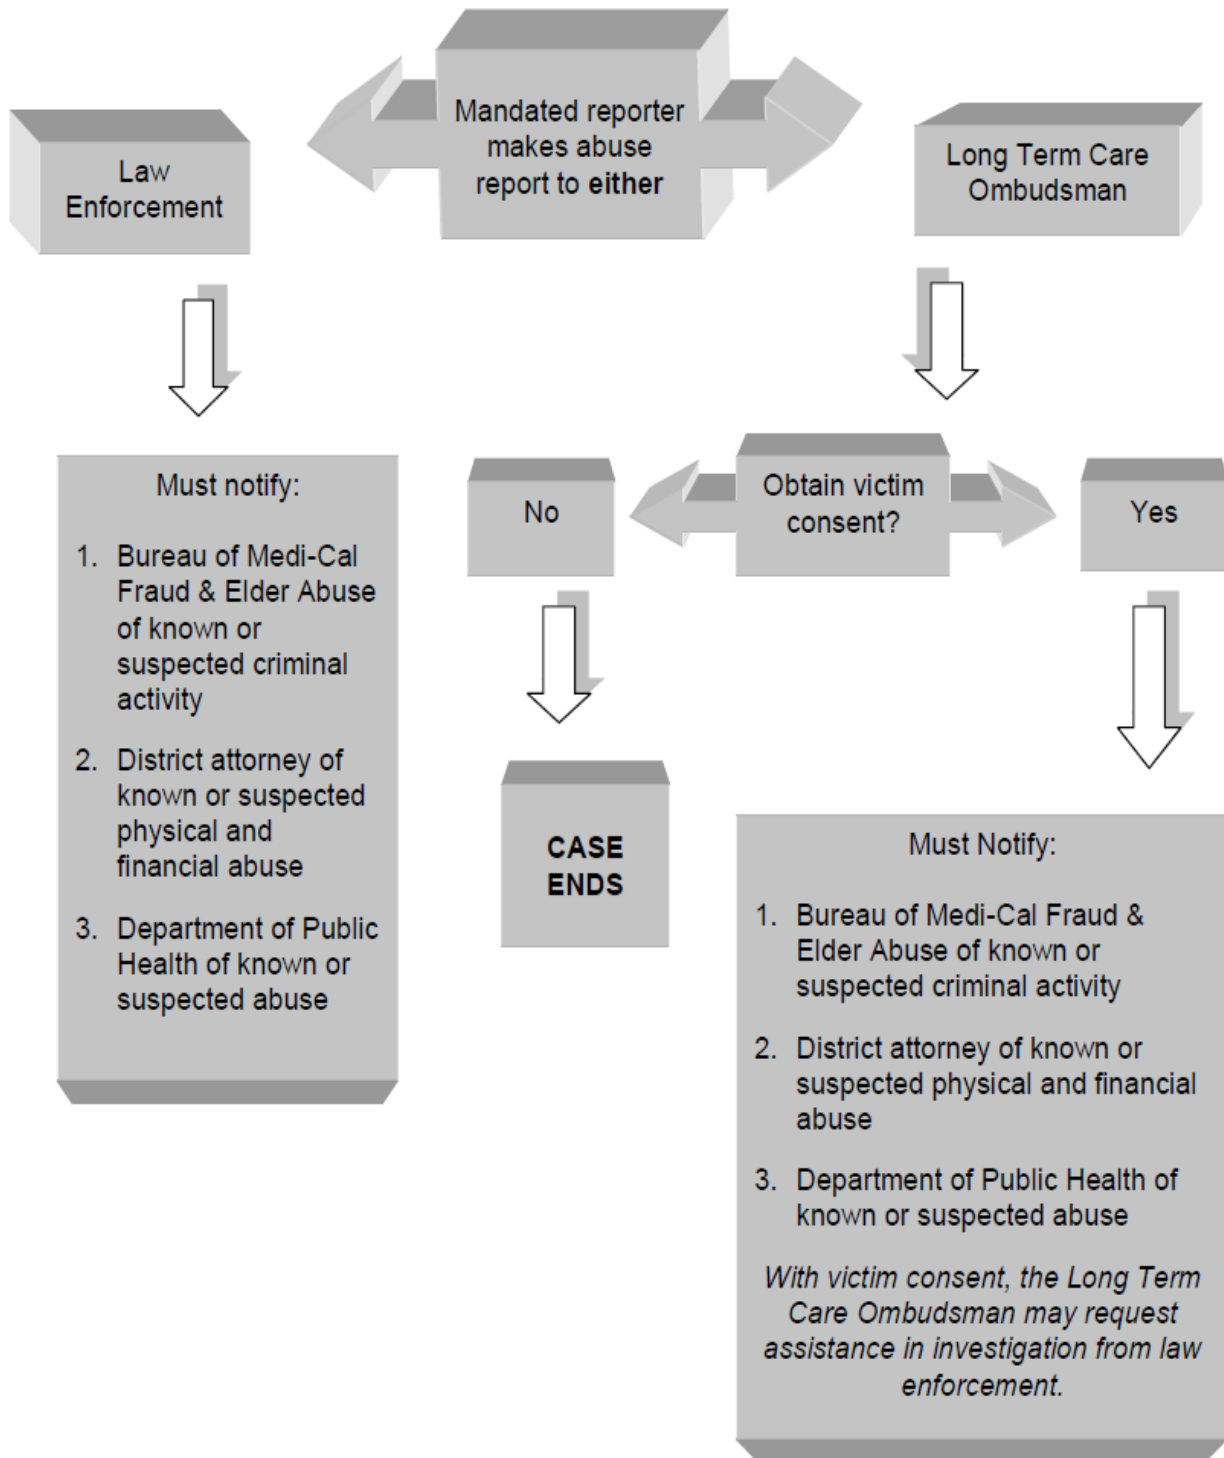 Mandated reporter
makes abuse
report to either
Law
Enforcement
Long Term Care
Ombudsman
Must notify:
1. Bureau of Medi-Cal
Fraud & Elder Abuse
of known or
suspected criminal
activity
2. District attorney of
known or suspected
physical and
financial abuse
3. Department of Public
Health of known or
suspected abuse
Obtain victim
consent?
No
Yes
CASE
ENDS
Must Notify:
1. Bureau of Medi-Cal Fraud &
Elder Abuse of known or
suspected criminal activity
2. District attorney of known or
suspected physical and financial
abuse
3. Department of Public Health of
known or suspected abuse
With victim consent, the Long Term
Care Ombudsman may request
assistance in investigation from law
enforcement.